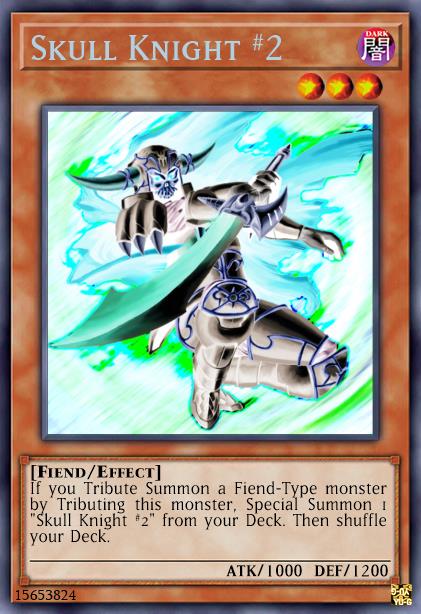 Skull Knight #2
DARK
闇
[Fiend/Effect]
If you Tribute Summon a Fiend-Type monster
by Tributing this monster, Special Summon 1
"Skull Knight #2" from your Deck. Then shuffle
your Deck.
ATK/1000 DEF/1200
15653824